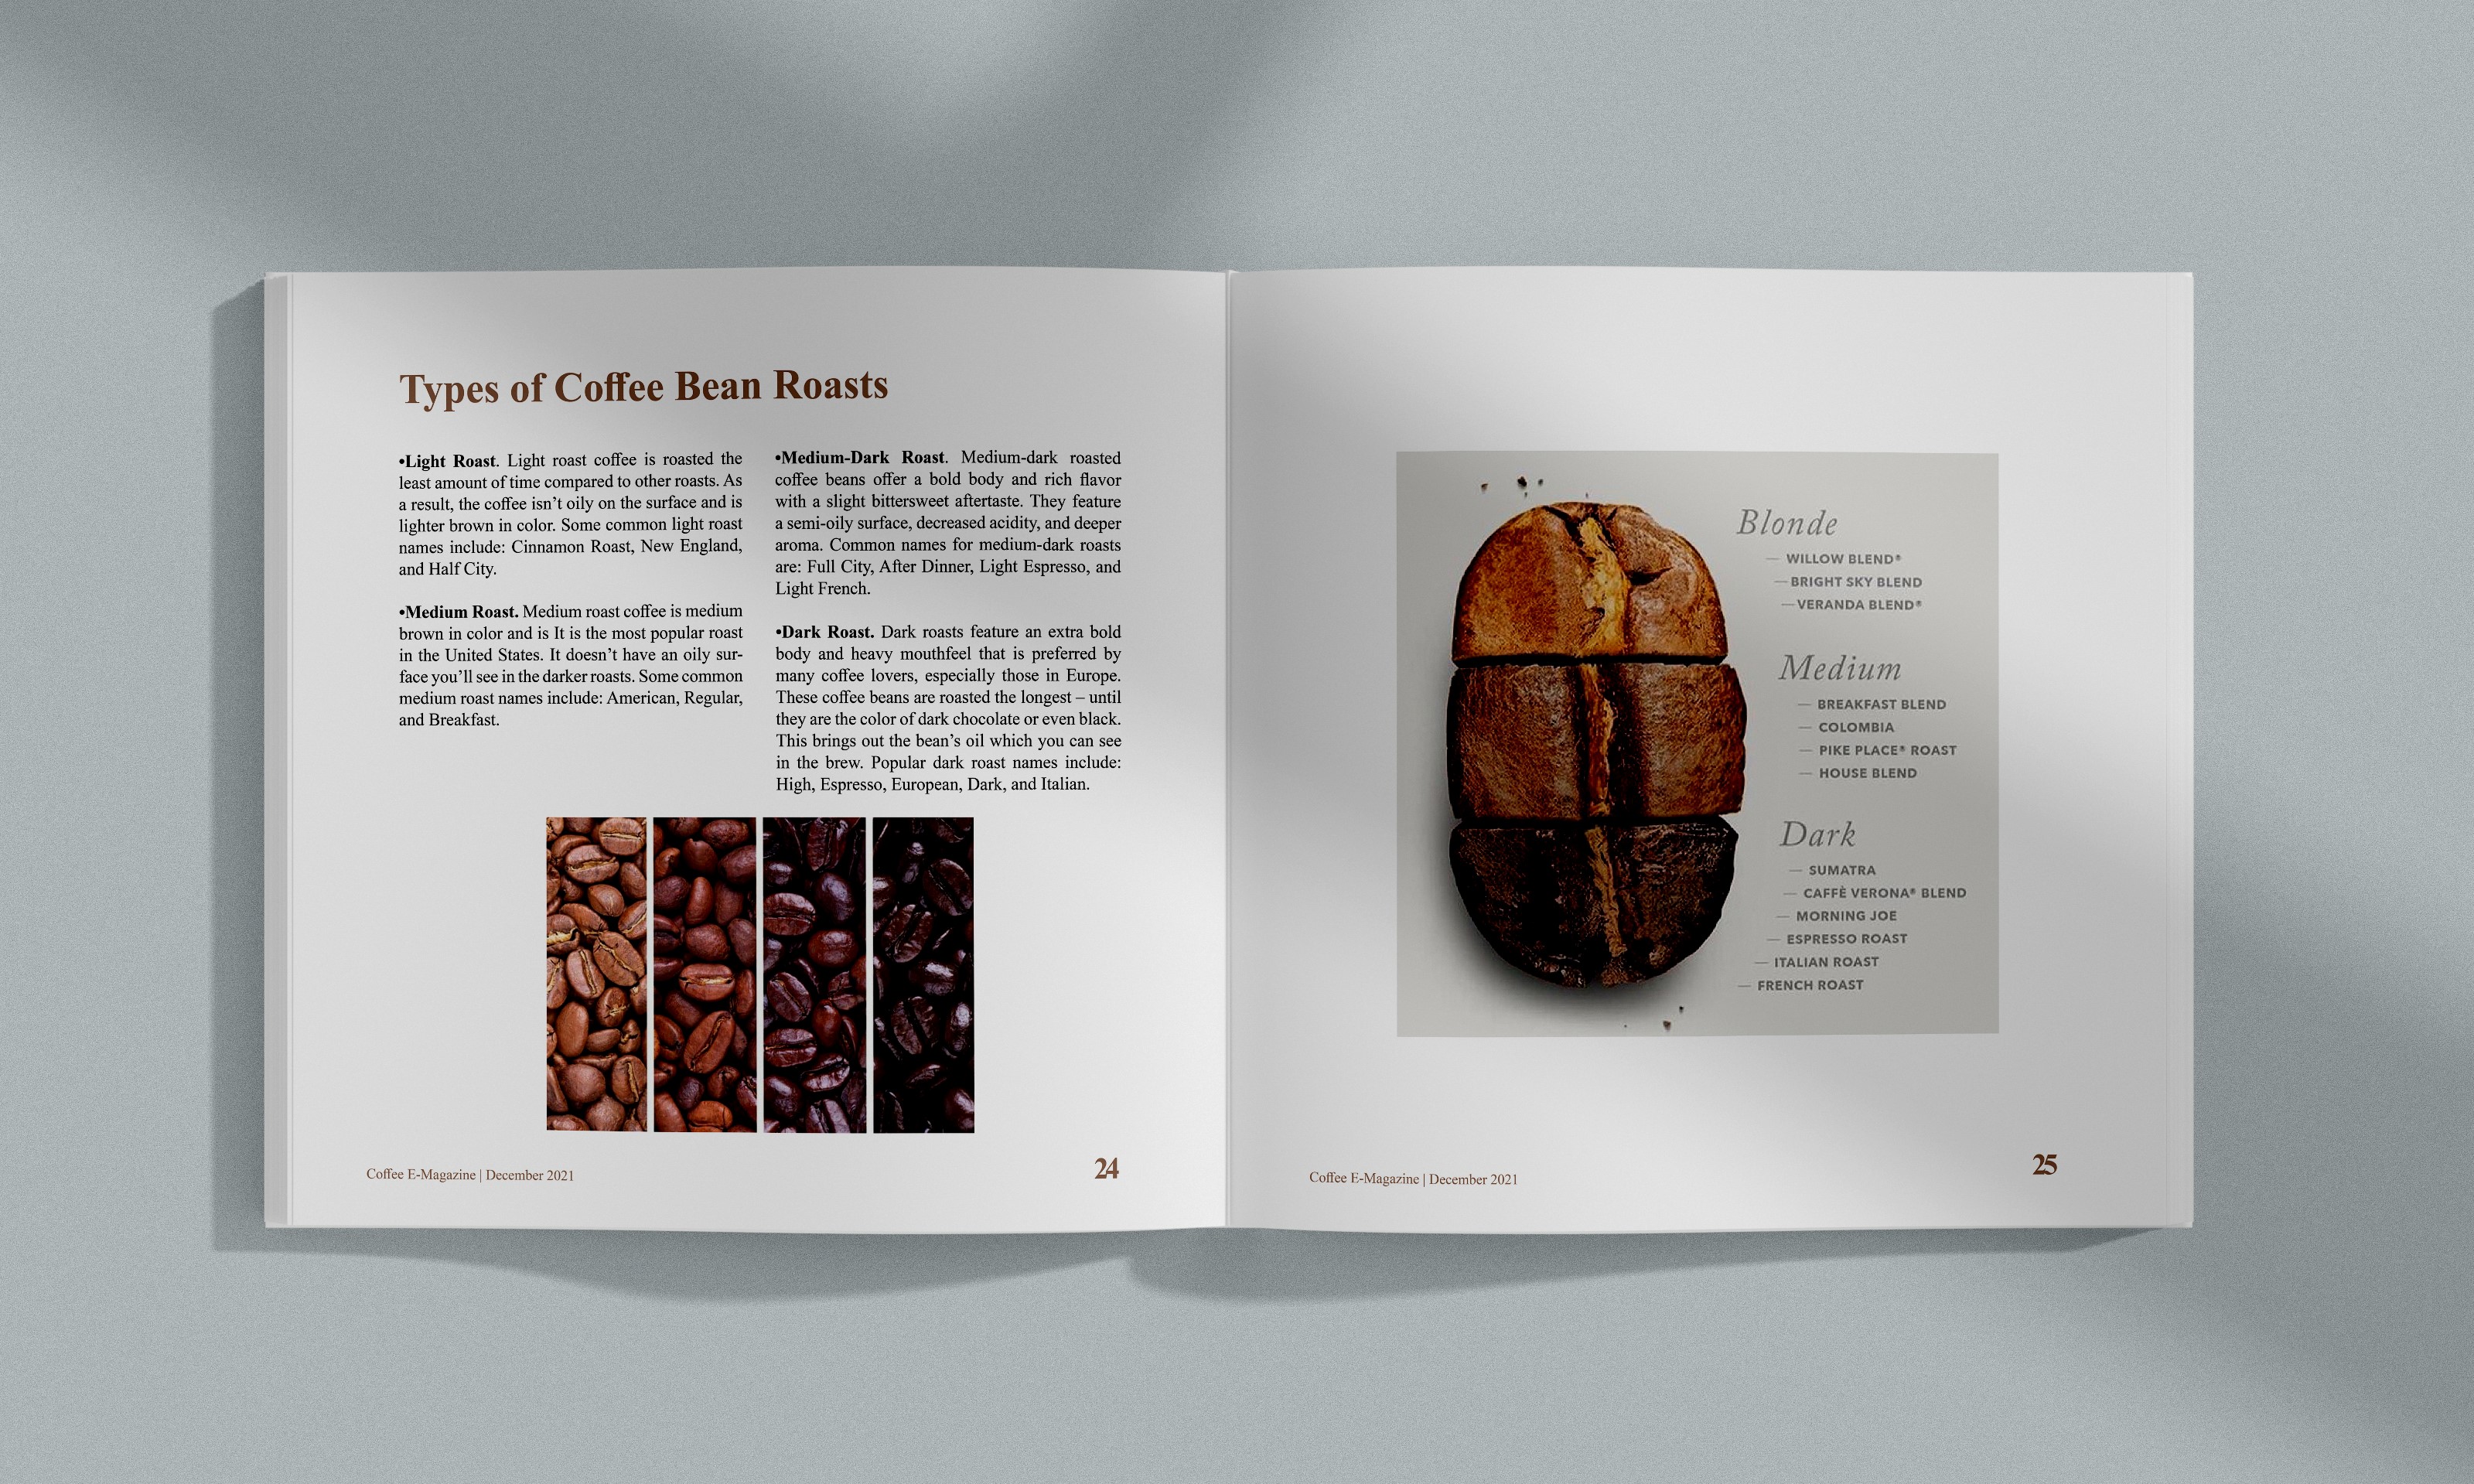 Types of Coffee Bean Roasts
•Light Roast. Light roast coffee is roasted the
least amount of time compared to other roasts. As
a result, the coffee isn’t oily on the surface and is
lighter brown in color. Some common light roast
names include: Cinnamon Roast, New England,
and Half City.
•Medium Roast. Medium roast coffee is medium
brown in color and is It is the most popular roast
in the United States. It doesn’t have an oily sur-
face you’ll see in the darker roasts. Some common
medium roast names include: American, Regular,
and Breakfast.
•Medium-Dark Roast. Medium-dark roasted
coffee beans offer a bold body and rich flavor
with a slight bittersweet aftertaste. They feature
a semi-oily surface, decreased acidity, and deeper
aroma. Common names for medium-dark roasts
are: Full City, After Dinner, Light Espresso, and
Light French.
•Dark Roast. Dark roasts feature an extra bold
body and heavy mouthfeel that is preferred by
many coffee lovers, especially those in Europe.
These coffee beans are roasted the longest – until
they are the color of dark chocolate or even black.
This brings out the bean’s oil which you can see
in the brew. Popular dark roast names include:
High, Espresso, European, Dark, and Italian.
Coffee E-Magazine | December 2021
24
Blonde
— WILLOW BLEND®
— BRIGHT SKY BLEND
— VERANDA BLEND®
Medium
— BREAKFAST BLEND
— COLOMBIA
— PIKE PLACE® ROAST
— HOUSE BLEND
Dark
— SUMATRA
— CAFFÈ VERONA® BLEND
— MORNING JOE
— ESPRESSO ROAST
— ITALIAN ROAST
— FRENCH ROAST
Coffee E-Magazine | December 2021
25